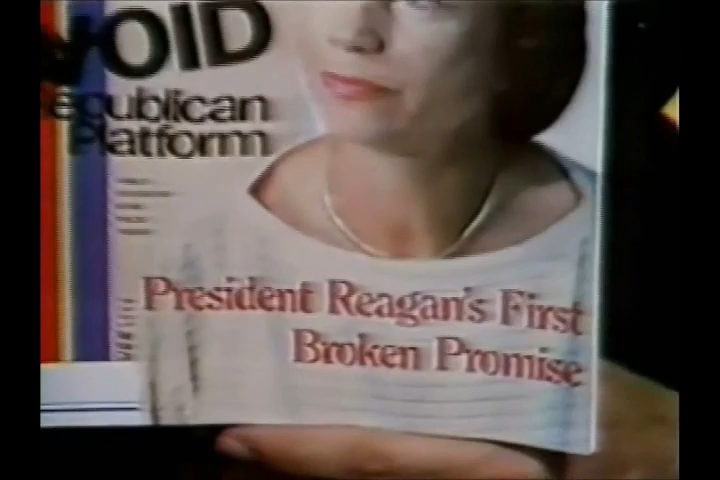 VOID
Republican
Platform
President Reagan's First
Broken Promise